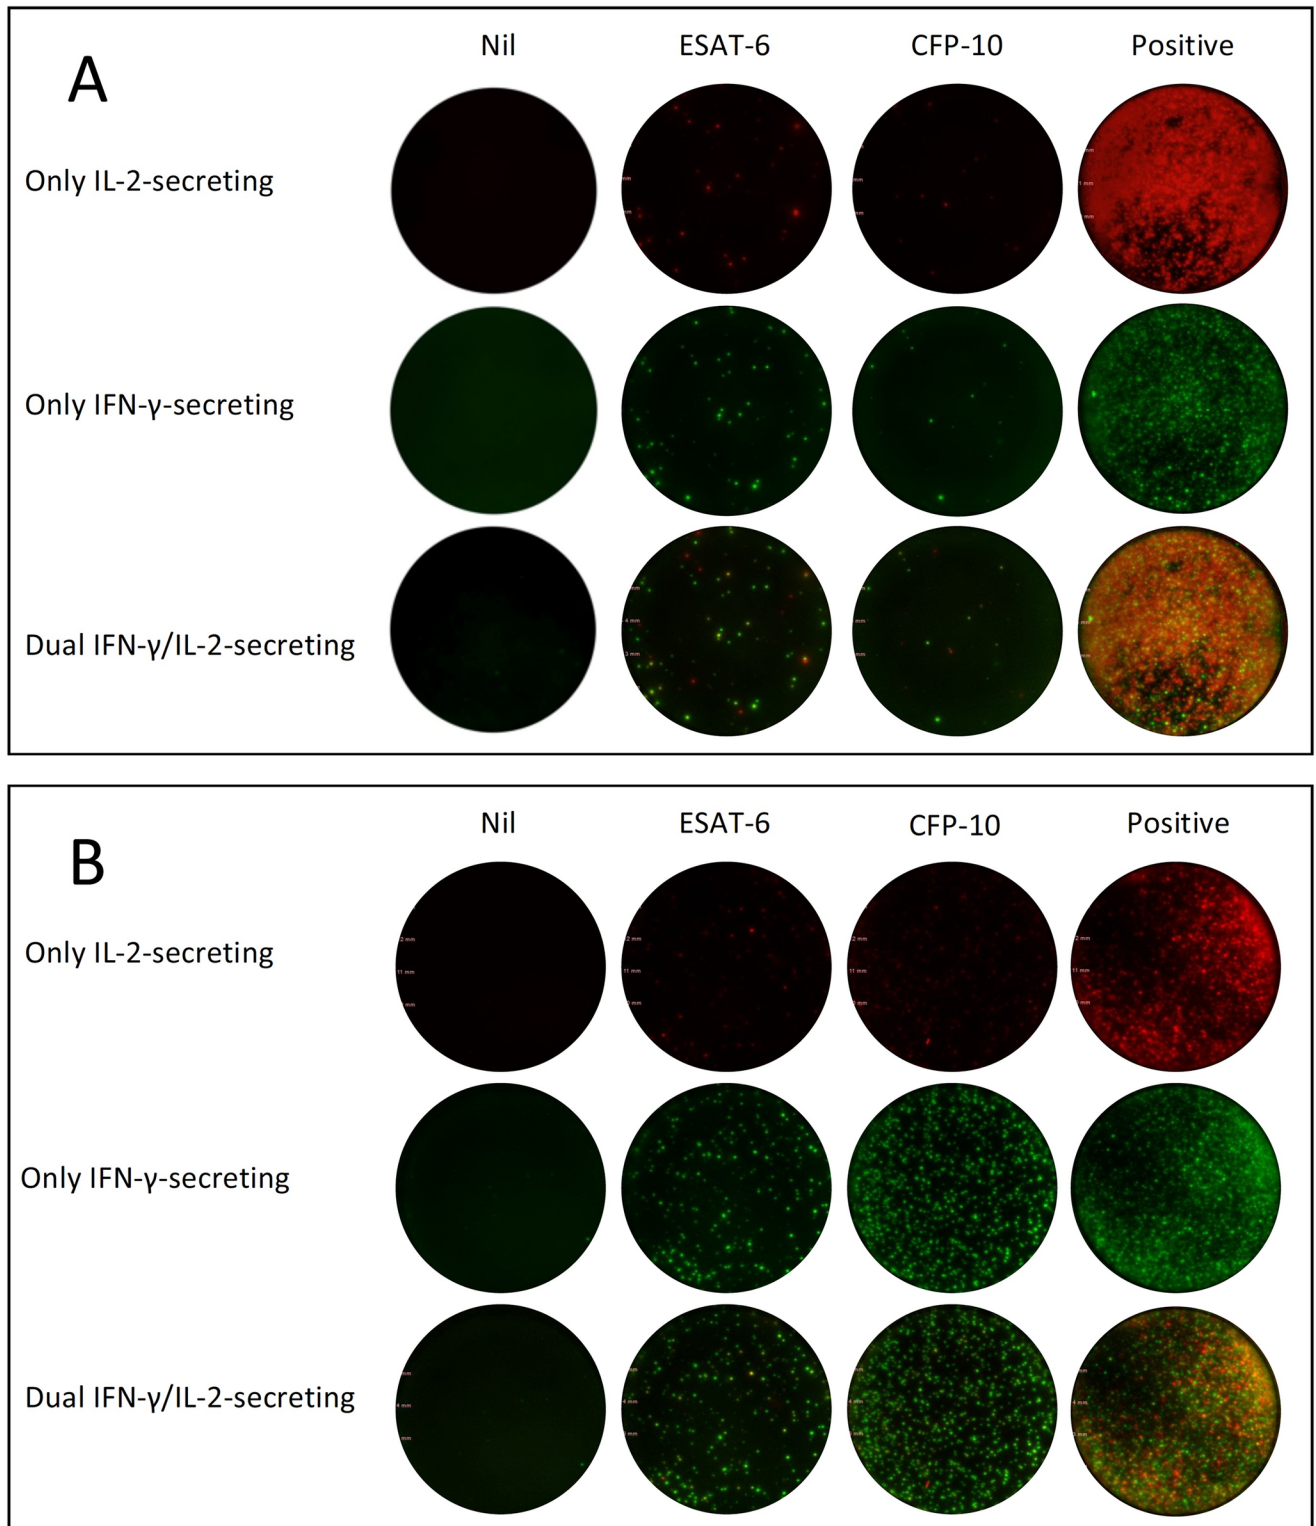 A
Nil ESAT-6 CFP-10 Positive
Only IL-2-secreting
Only IFN-γ-secreting
Dual IFN-γ/IL-2-secreting
B
Nil ESAT-6 CFP-10 Positive
Only IL-2-secreting
Only IFN-γ-secreting
Dual IFN-γ/IL-2-secreting